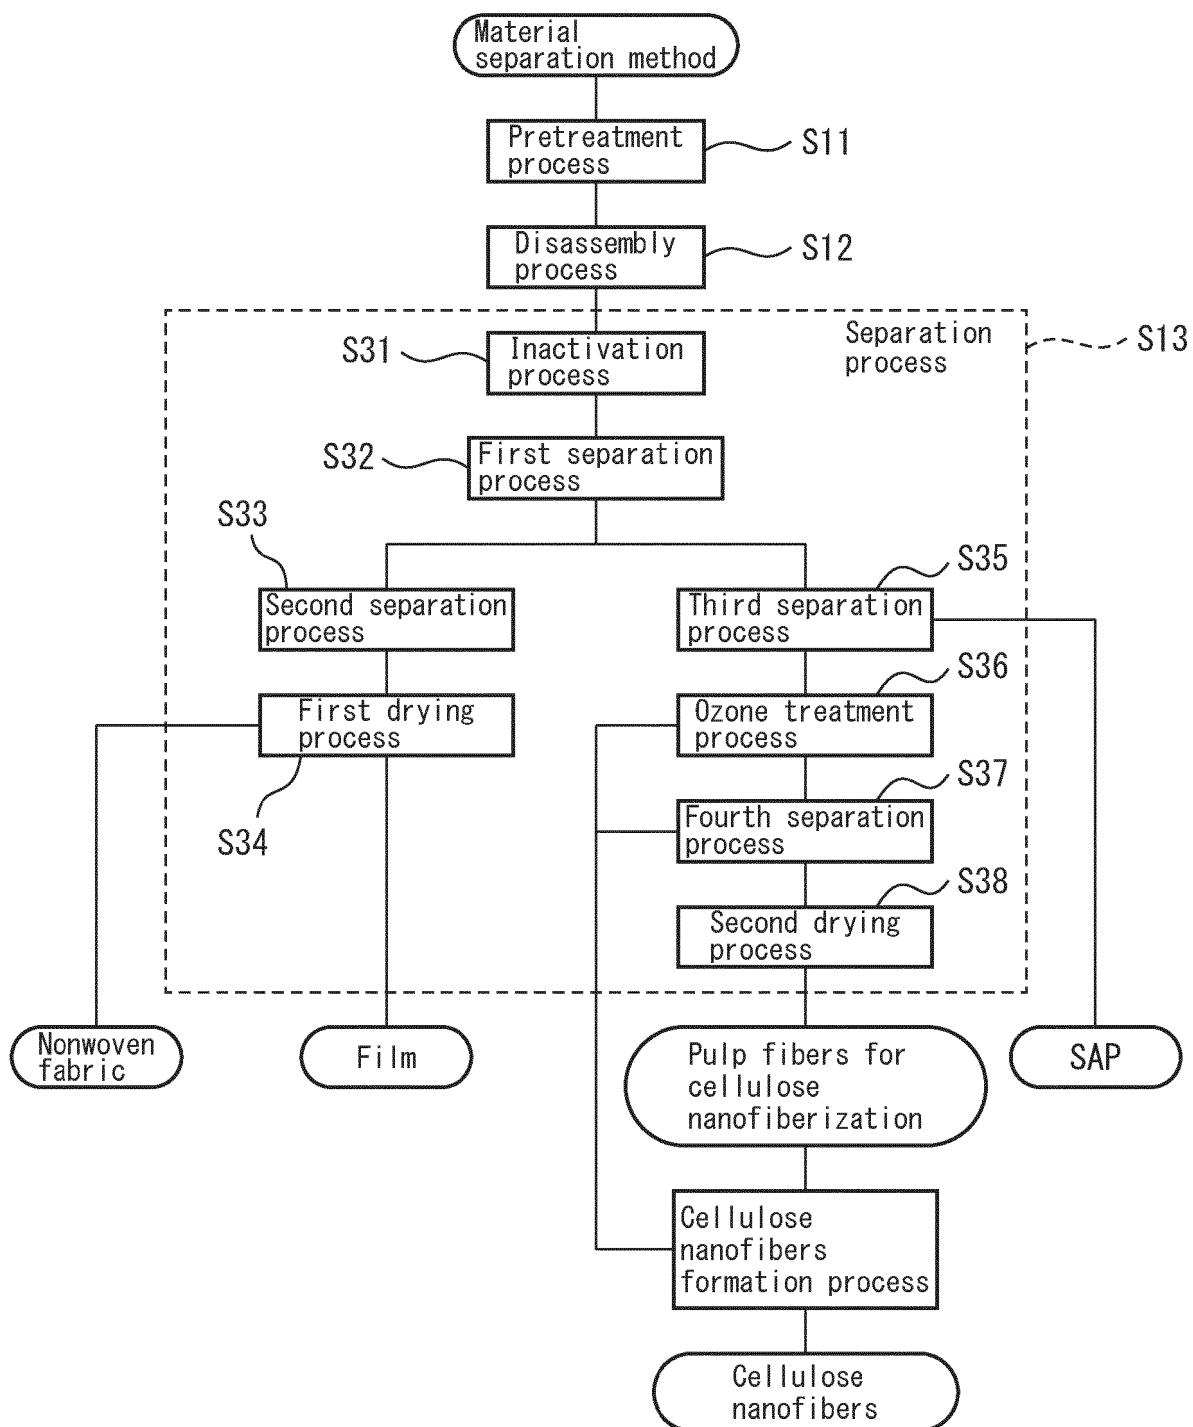 Material
separation method
Pretreatment
process
S11
Disassembly
process
S12
Separation
process
S13
S31
Inactivation
process
S32
First separation
process
S33
Second separation
process
S35
Third separation
process
First drying
process
S34
S36
Ozone treatment
process
S37
Fourth separation
process
S38
Second drying
process
Nonwoven
fabric
Film
Pulp fibers for
cellulose
nanofiberization
SAP
Cellulose
nanofibers
formation process
Cellulose
nanofibers